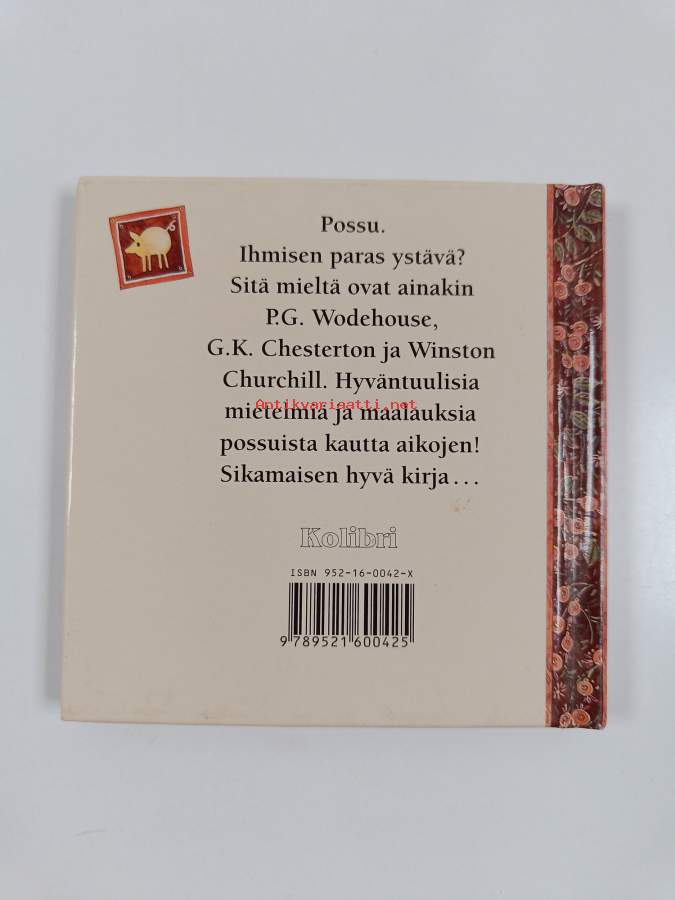 Possu.
Ihmisen paras ystävä?
Sitä mieltä ovat ainakin
P.G. Wodehouse,
G.K. Chesterton ja Winston
Churchill. Hyväntuulisia
Antikvariaatti.net
mietelmiä ja maalauksia
possuista kautta aikojen!
Sikamaisen hyvä kirja...
Kolibri
ISBN 952-16-0042-X
9 789521 600425